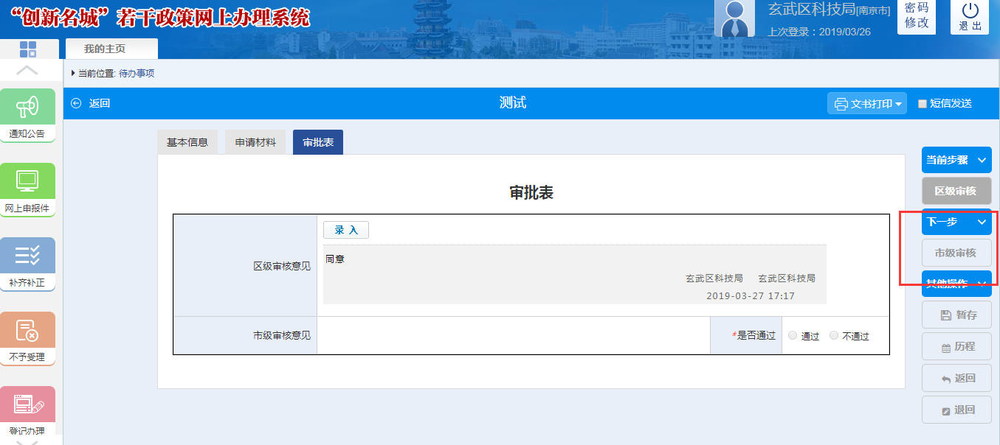 “创新名城”若干政策网上办理系统
玄武区科技局[南京市]
上次登录：2019/03/26
密码
修改
退 出
我的主页
当前位置: 待办事项
返回
测试
文书打印
短信发送
通知公告
网上申报件
补齐补正
不予受理
登记办理
基本信息
申请材料
审批表
审批表
区级审核意见
录 入
同意
玄武区科技局 玄武区科技局
2019-03-27 17:17
市级审核意见
*是否通过
通过
不通过
当前步骤
区级审核
下一步
市级审核
其他操作
暂存
历程
返回
退回